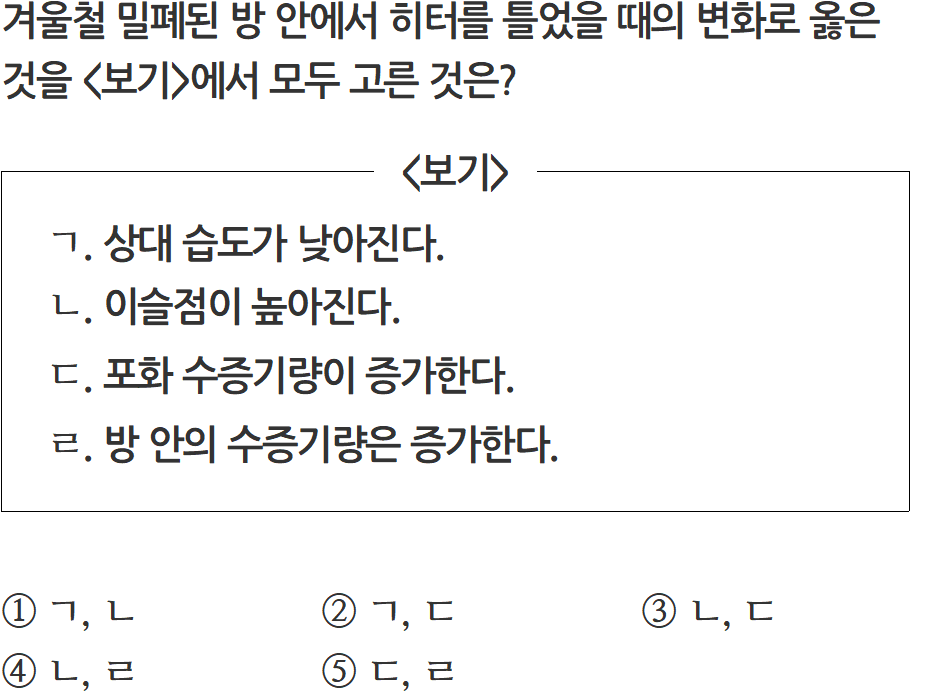 겨울철 밀폐된 방 안에서 히터를 틀었을 때의 변화로 옳은
것을 <보기>에서 모두 고른 것은?
<보기>
ㄱ. 상대 습도가 낮아진다.
ㄴ. 이슬점이 높아진다.
ㄷ. 포화 수증기량이 증가한다.
ㄹ. 방 안의 수증기량은 증가한다.
① ㄱ, ㄴ ② ㄱ, ㄷ ③ ㄴ, ㄷ
④ ㄴ, ㄹ ⑤ ㄷ, ㄹ